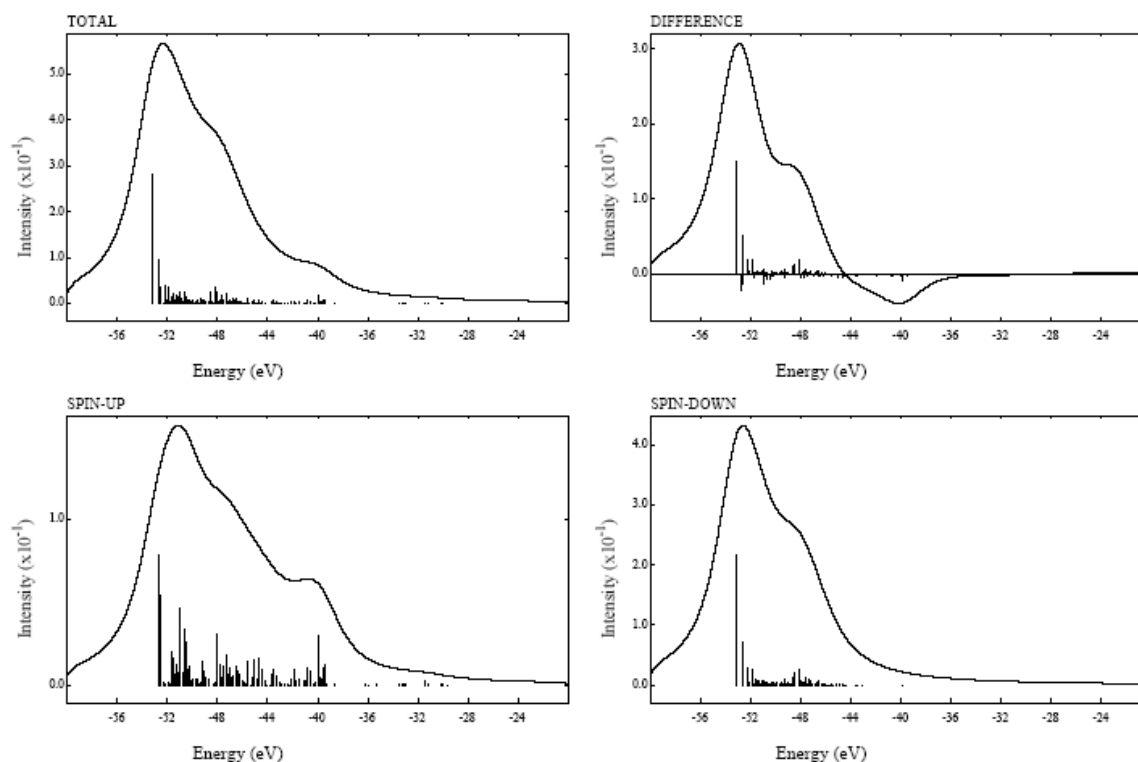 TOTAL
Intensity (x10⁻¹)
5.0
4.0
3.0
2.0
1.0
0.0
-56 -52 -48 -44 -40 -36 -32 -28 -24
Energy (eV)
DIFFERENCE
Intensity (x10⁻¹)
3.0
2.0
1.0
0.0
-56 -52 -48 -44 -40 -36 -32 -28 -24
Energy (eV)
SPIN-UP
Intensity (x10⁻¹)
1.0
0.0
-56 -52 -48 -44 -40 -36 -32 -28 -24
Energy (eV)
SPIN-DOWN
Intensity (x10⁻¹)
4.0
3.0
2.0
1.0
0.0
-56 -52 -48 -44 -40 -36 -32 -28 -24
Energy (eV)